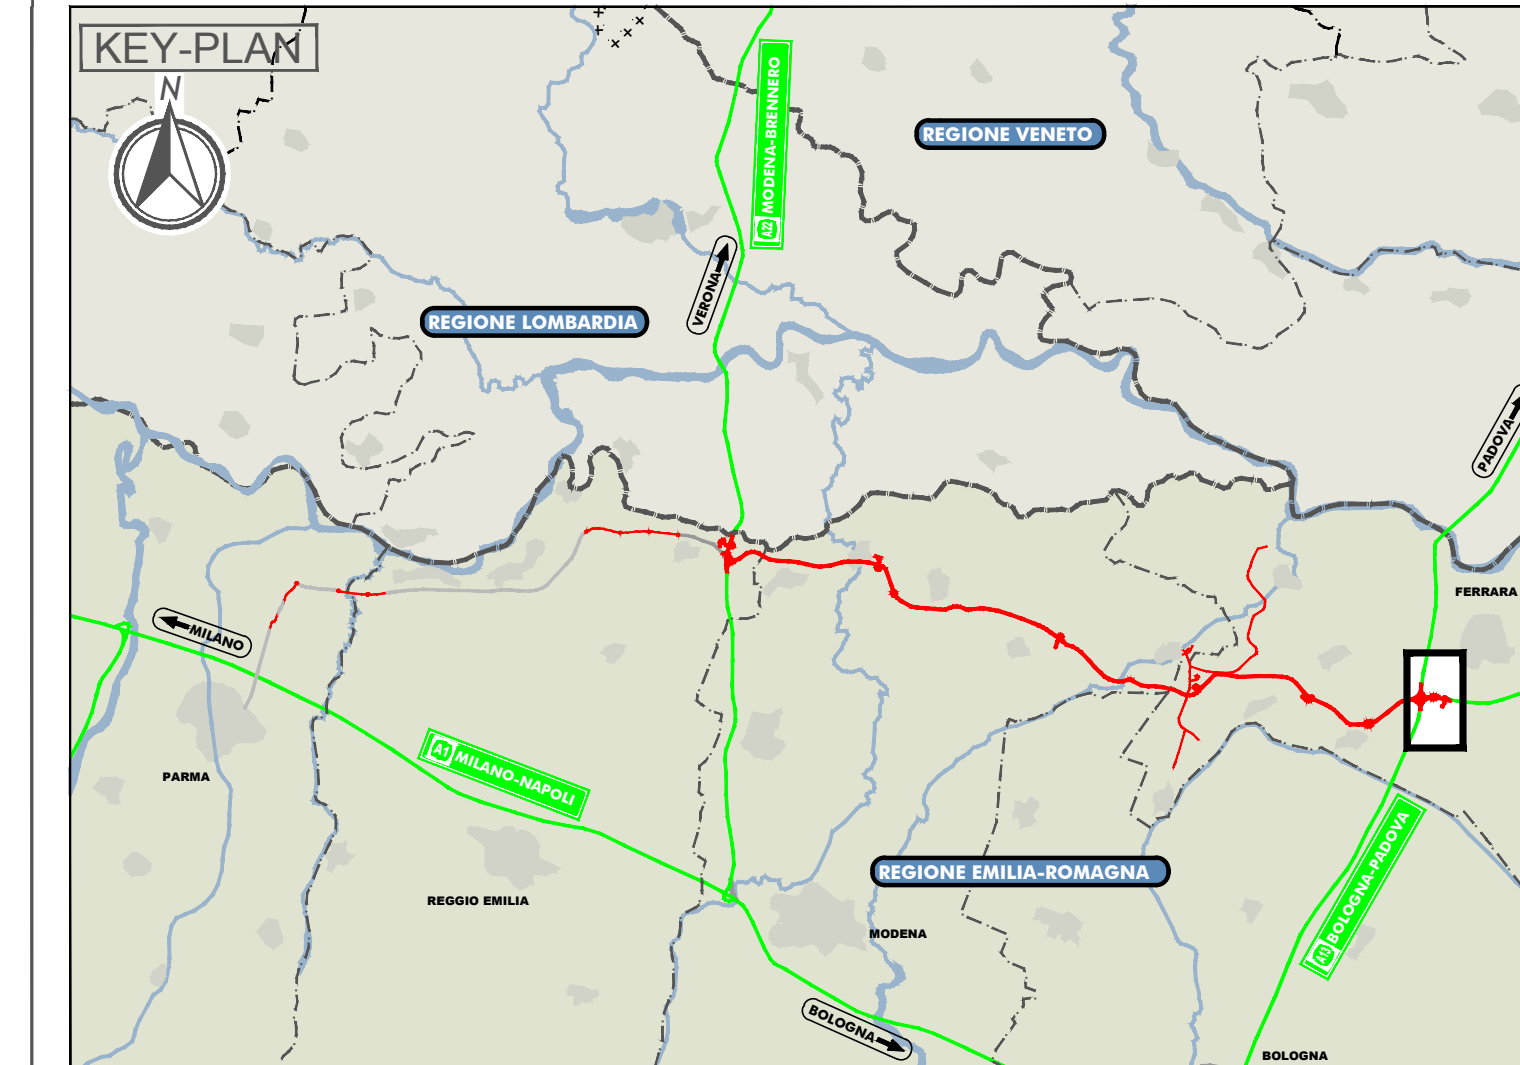 KEY-PLAN
N
A22 MODENA-BRENNERO
REGIONE VENETO
VERONA
REGIONE LOMBARDIA
PADOVA
FERRARA
MILANO
PARMA
A1 MILANO-NAPOLI
REGGIO EMILIA
REGIONE EMILIA-ROMAGNA
A13 BOLOGNA-PADOVA
MODENA
BOLOGNA
BOLOGNA